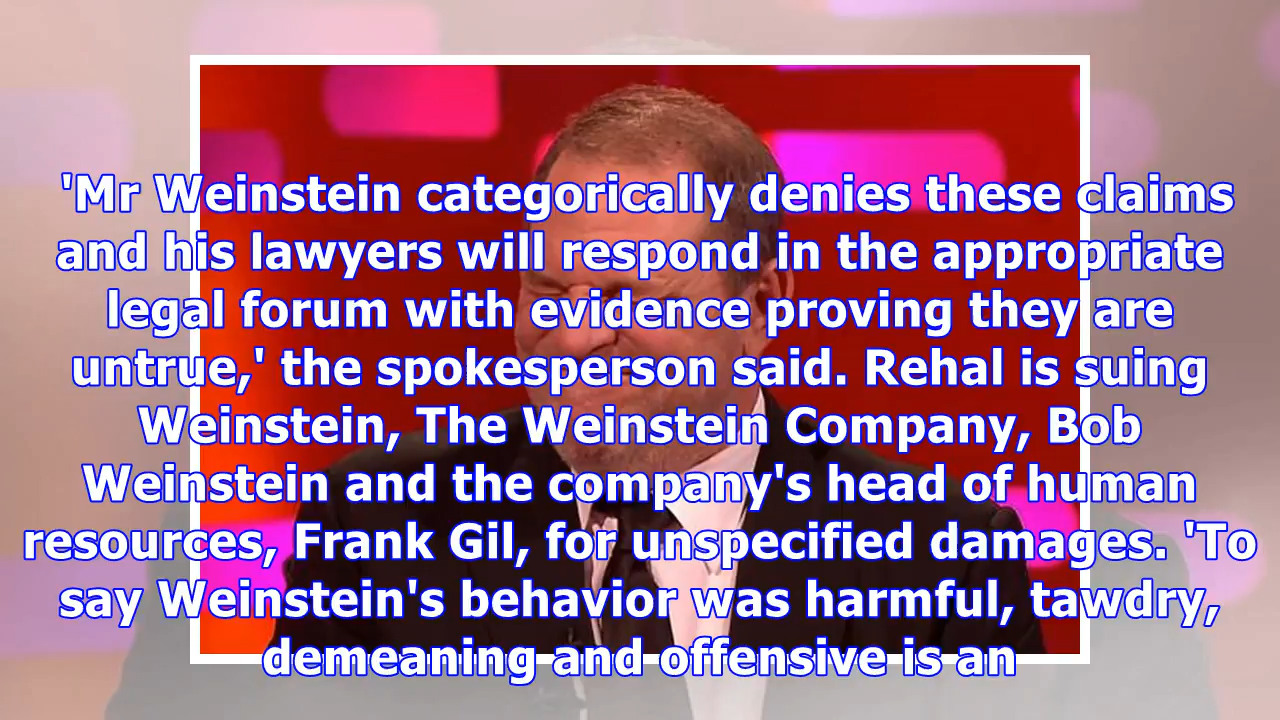 'Mr Weinstein categorically denies these claims
and his lawyers will respond in the appropriate
legal forum with evidence proving they are
untrue,' the spokesperson said. Rehal is suing
Weinstein, The Weinstein Company, Bob
Weinstein and the company's head of human
resources, Frank Gil, for unspecified damages. 'To
say Weinstein's behavior was harmful, tawdry,
demeaning and offensive is an